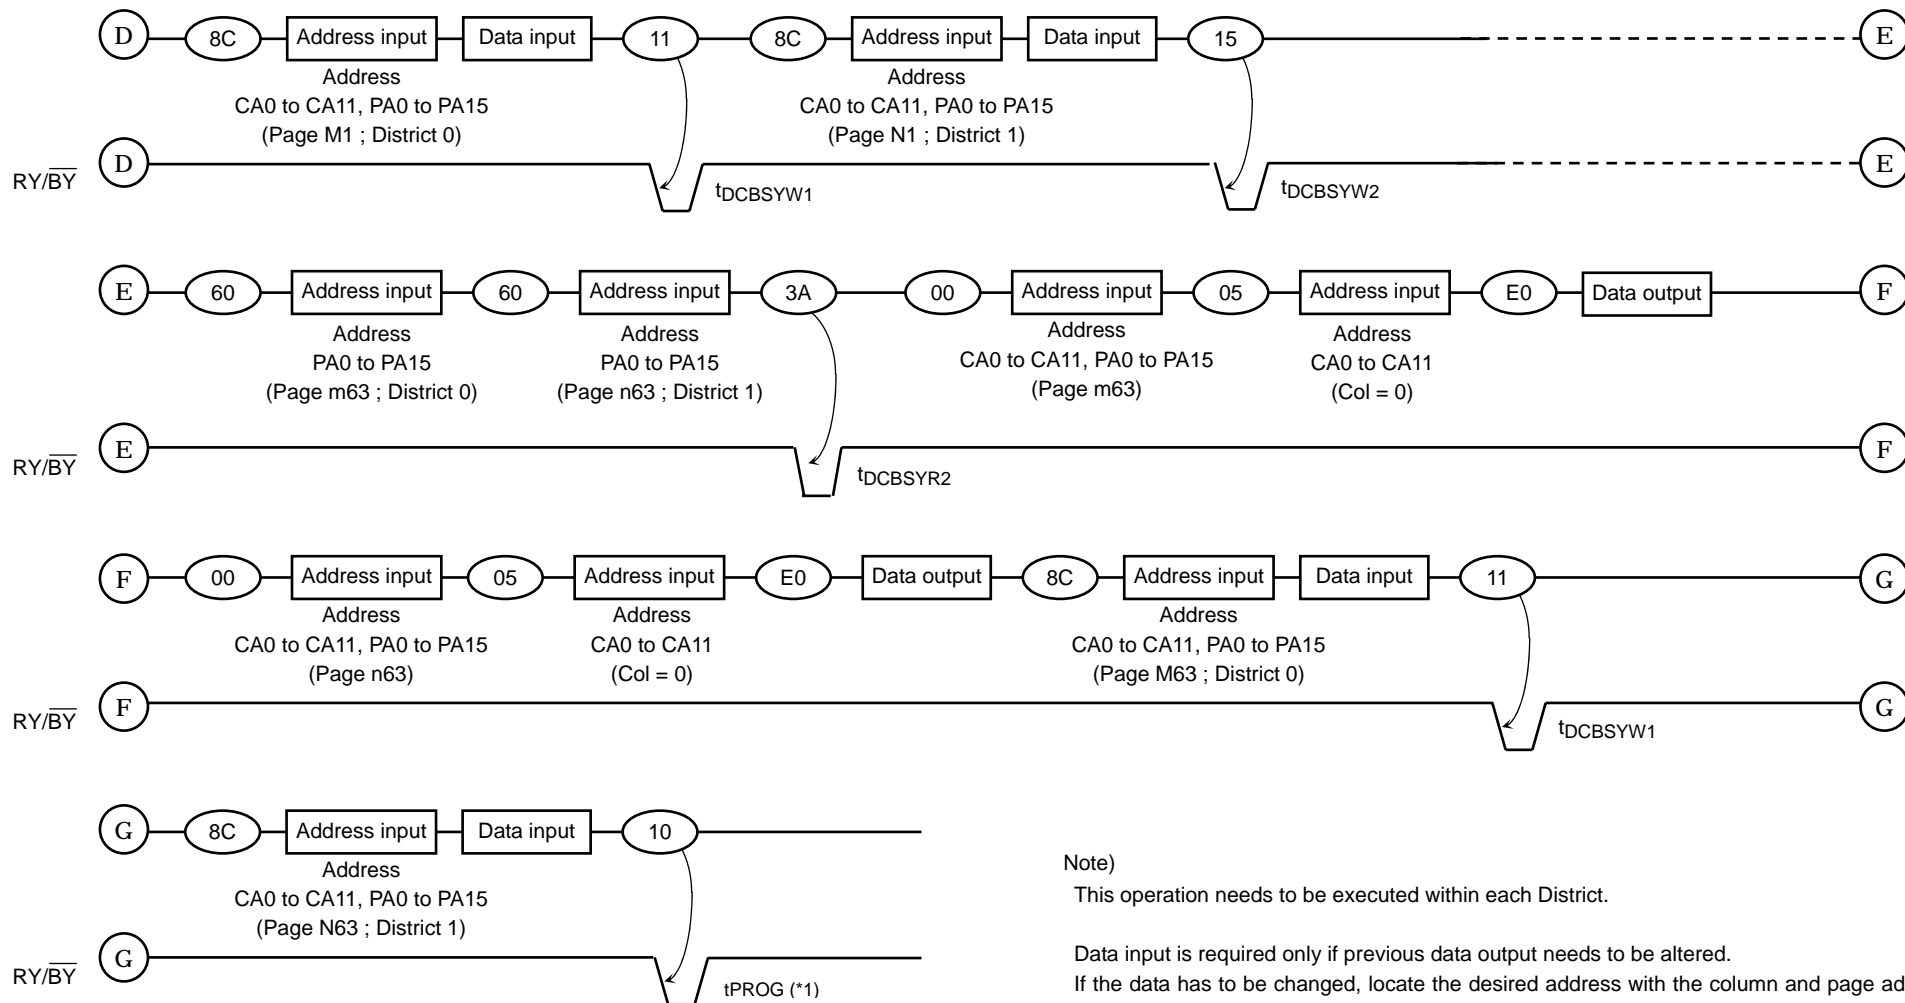 D 8C Address input Data input 11 8C Address input Data input 15 E
Address Address
CA0 to CA11, PA0 to PA15 CA0 to CA11, PA0 to PA15
(Page M1 ; District 0) (Page N1 ; District 1)
RY/BY D tDCBSYW1 tDCBSYW2 E
E 60 Address input 60 Address input 3A 00 Address input 05 Address input E0 Data output F
Address Address Address Address
PA0 to PA15 PA0 to PA15 CA0 to CA11, PA0 to PA15 CA0 to CA11
(Page m63 ; District 0) (Page n63 ; District 1) (Page m63) (Col = 0)
RY/BY E tDCBSYR2 F
F 00 Address input 05 Address input E0 Data output 8C Address input Data input 11 G
Address Address Address
CA0 to CA11, PA0 to PA15 CA0 to CA11 CA0 to CA11, PA0 to PA15
(Page n63) (Col = 0) (Page M63 ; District 0)
RY/BY F tDCBSYW1 G
G 8C Address input Data input 10
Address
CA0 to CA11, PA0 to PA15
(Page N63 ; District 1)
RY/BY G tPROG (*1)
Note)
This operation needs to be executed within each District.
Data input is required only if previous data output needs to be altered.
If the data has to be changed, locate the desired address with the column and page ad